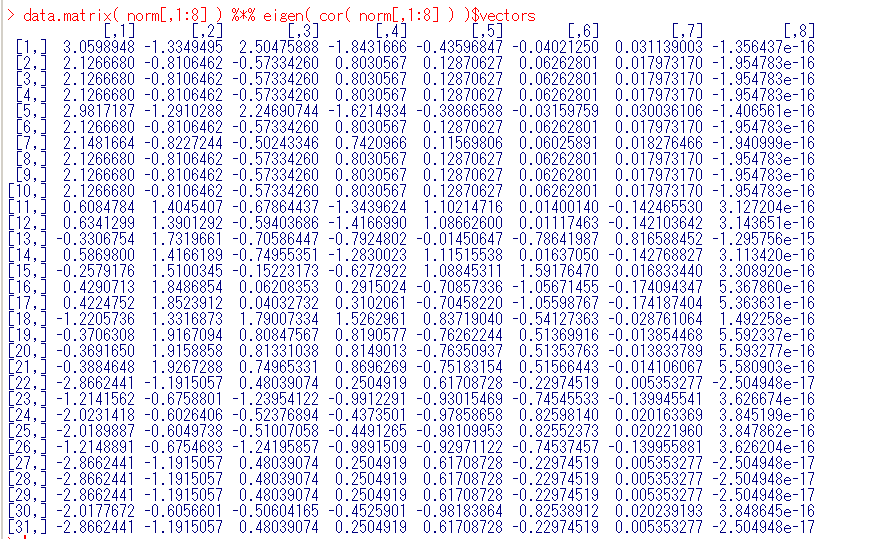 > data.matrix( norm[,1:8] ) %*% eigen( cor( norm[,1:8] ) )$vectors
[,1] [,2] [,3] [,4] [,5] [,6] [,7] [,8]
[1,] 3.0598948 -1.3349495 2.50475888 -1.8431666 -0.43596847 -0.04021250 0.031139003 -1.356437e-16
[2,] 2.1266680 -0.8106462 -0.57334260 0.8030567 0.12870627 0.06262801 0.017973170 -1.954783e-16
[3,] 2.1266680 -0.8106462 -0.57334260 0.8030567 0.12870627 0.06262801 0.017973170 -1.954783e-16
[4,] 2.1266680 -0.8106462 -0.57334260 0.8030567 0.12870627 0.06262801 0.017973170 -1.954783e-16
[5,] 2.9817187 -1.2910288 2.24690744 -1.6214934 -0.38866588 -0.03159759 0.030036106 -1.406561e-16
[6,] 2.1266680 -0.8106462 -0.57334260 0.8030567 0.12870627 0.06262801 0.017973170 -1.954783e-16
[7,] 2.1481664 -0.8227244 -0.50243346 0.7420966 0.11569806 0.06025891 0.018276466 -1.940999e-16
[8,] 2.1266680 -0.8106462 -0.57334260 0.8030567 0.12870627 0.06262801 0.017973170 -1.954783e-16
[9,] 2.1266680 -0.8106462 -0.57334260 0.8030567 0.12870627 0.06262801 0.017973170 -1.954783e-16
[10,] 2.1266680 -0.8106462 -0.57334260 0.8030567 0.12870627 0.06262801 0.017973170 -1.954783e-16
[11,] 0.6084784 1.4045407 -0.67864437 -1.3439624 1.10214716 0.01400140 -0.142465530 3.127204e-16
[12,] 0.6341299 1.3901292 -0.59403686 -1.4166990 1.08662600 0.01117463 -0.142103642 3.143651e-16
[13,] -0.3306754 1.7319661 -0.70586447 -0.7924802 -0.01450647 -0.78641987 0.816588452 -1.295756e-15
[14,] 0.5869800 1.4166189 -0.74955351 -1.2830023 1.11515538 0.01637050 -0.142768827 3.113420e-16
[15,] -0.2579176 1.5100345 -0.15223173 -0.6272922 1.08845311 1.59176470 0.016833440 3.308920e-16
[16,] 0.4290713 1.8486854 0.06208353 0.2915024 -0.70857336 -1.05671455 -0.174094347 5.367860e-16
[17,] 0.4224752 1.8523912 0.04032732 0.3102061 -0.70458220 -1.05598767 -0.174187404 5.363631e-16
[18,] -1.2205736 1.3316873 1.79007334 1.5262961 0.83719040 -0.54127363 -0.028761064 1.492258e-16
[19,] -0.3706308 1.9167094 0.80847567 0.8190577 -0.76262244 0.51369916 -0.013854468 5.592337e-16
[20,] -0.3691650 1.9158858 0.81331038 0.8149013 -0.76350937 0.51353763 -0.013833789 5.593277e-16
[21,] -0.3884648 1.9267288 0.74965331 0.8696269 -0.75183154 0.51566443 -0.014106067 5.580903e-16
[22,] -2.8662441 -1.1915057 0.48039074 0.2504919 0.61708728 -0.22974519 0.005353277 -2.504948e-17
[23,] -1.2141562 -0.6758801 -1.23954122 -0.9912291 -0.93015469 -0.74545533 -0.139945541 3.626674e-16
[24,] -2.0231418 -0.6026406 -0.52376894 -0.4373501 -0.97858658 0.82598140 0.020163369 3.845199e-16
[25,] -2.0189887 -0.6049738 -0.51007058 -0.4491265 -0.98109953 0.82552373 0.020221960 3.847862e-16
[26,] -1.2148891 -0.6754683 -1.24195857 -0.9891509 -0.92971122 -0.74537457 -0.139955881 3.626204e-16
[27,] -2.8662441 -1.1915057 0.48039074 0.2504919 0.61708728 -0.22974519 0.005353277 -2.504948e-17
[28,] -2.8662441 -1.1915057 0.48039074 0.2504919 0.61708728 -0.22974519 0.005353277 -2.504948e-17
[29,] -2.8662441 -1.1915057 0.48039074 0.2504919 0.61708728 -0.22974519 0.005353277 -2.504948e-17
[30,] -2.0177672 -0.6056601 -0.50604165 -0.4525901 -0.98183864 0.82538912 0.020239193 3.848645e-16
[31,] -2.8662441 -1.1915057 0.48039074 0.2504919 0.61708728 -0.22974519 0.005353277 -2.504948e-17